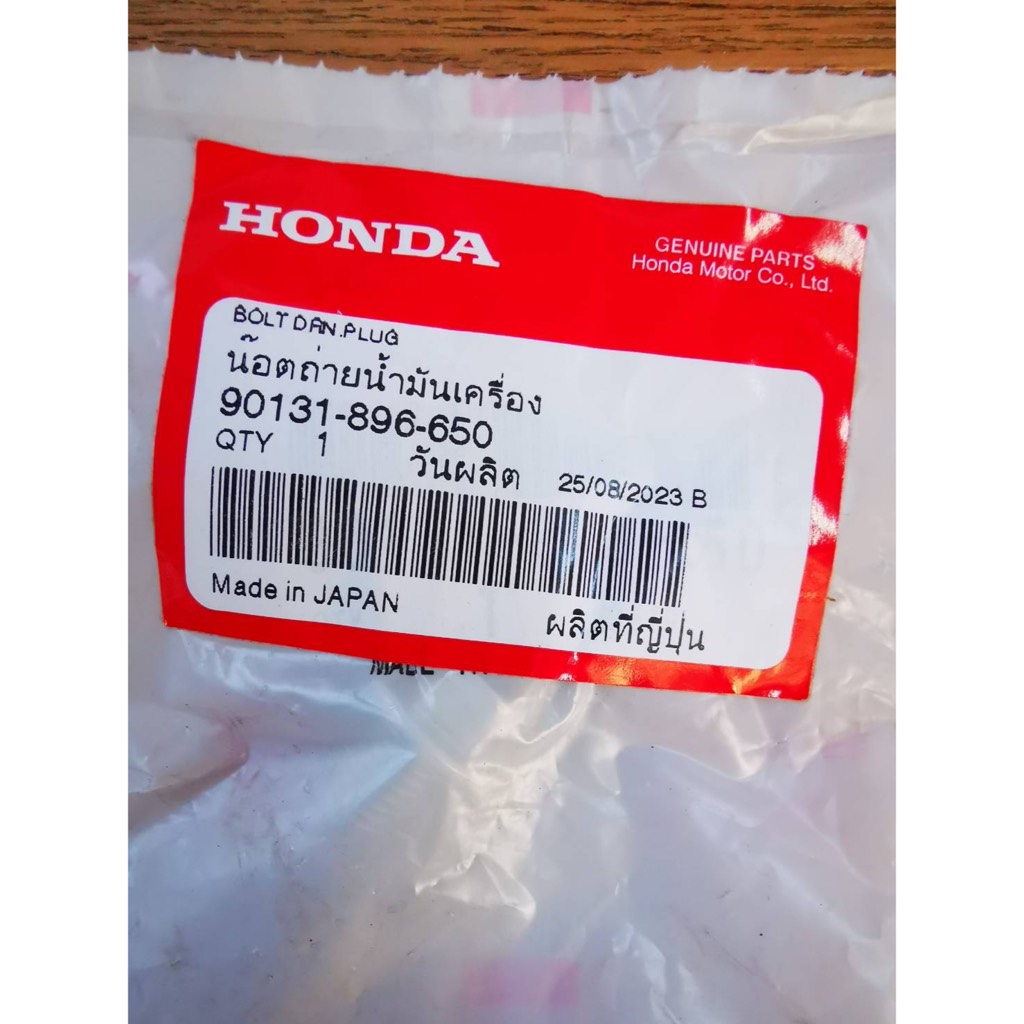 HONDA
GENUINE PARTS
Honda Motor Co., Ltd.
BOLT DRN.PLUG
น๊อตถ่ายน้ำมันเครื่อง
90131-896-650
QTY 1
วันผลิต 25/08/2023 B
Made in JAPAN
ผลิตที่ญี่ปุ่น